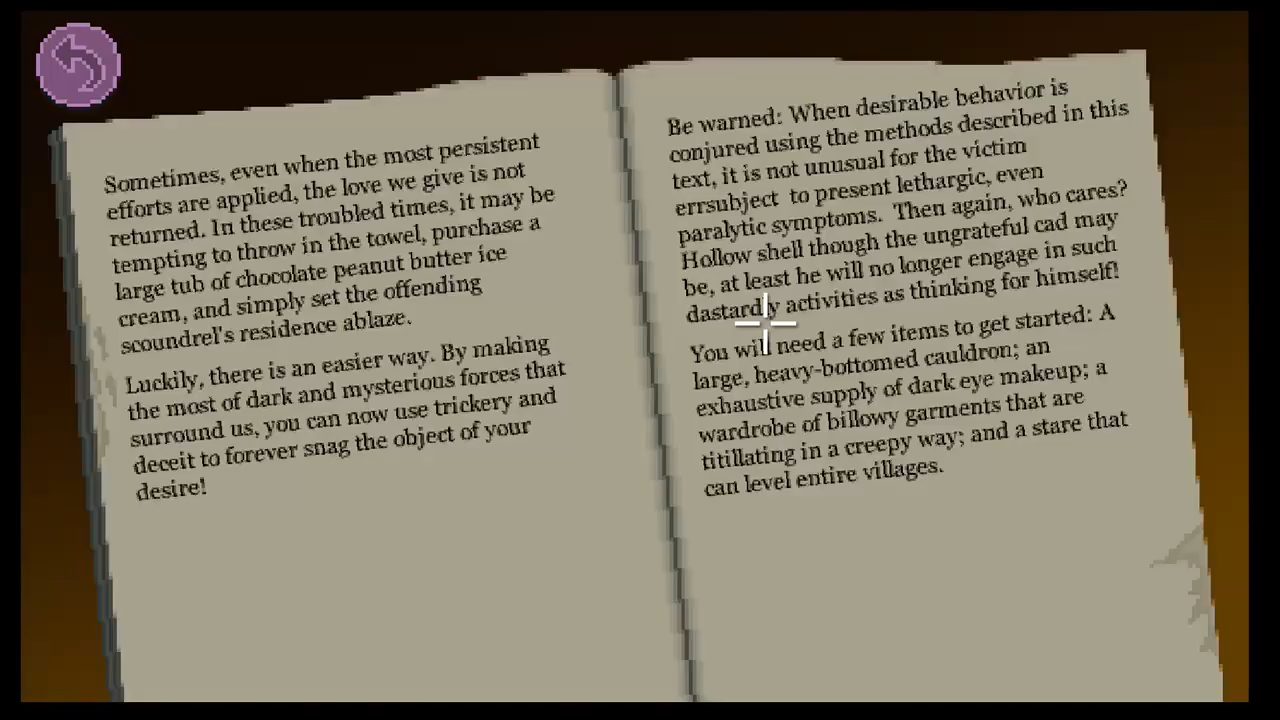 Sometimes, even when the most persistent
efforts are applied, the love we give is not
returned. In these troubled times, it may be
tempting to throw in the towel, purchase a
large tub of chocolate peanut butter ice
cream, and simply set the offending
scoundrel's residence ablaze.
Luckily, there is an easier way. By making
the most of dark and mysterious forces that
surround us, you can now use trickery and
deceit to forever snag the object of your
desire!
Be warned: When desirable behavior is
conjured using the methods described in this
text, it is not unusual for the victim
errsubject to present lethargic, even
paralytic symptoms. Then again, who cares?
Hollow shell though the ungrateful cad may
be, at least he will no longer engage in such
dastardly activities as thinking for himself!
You will need a few items to get started: A
large, heavy-bottomed cauldron; an
exhaustive supply of dark eye makeup; a
wardrobe of billowy garments that are
titillating in a creepy way; and a stare that
can level entire villages.